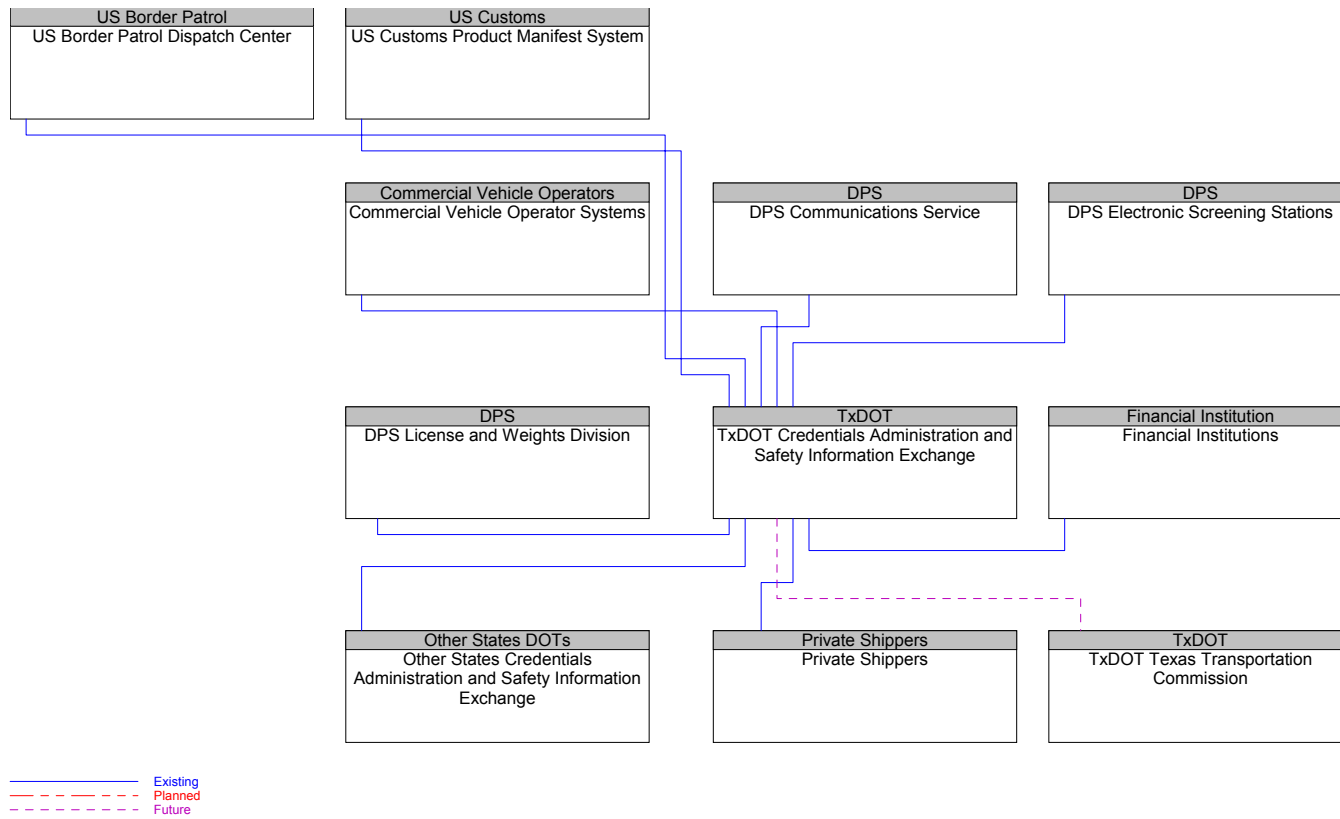 US Border Patrol
US Border Patrol Dispatch Center
US Customs
US Customs Product Manifest System
Commercial Vehicle Operators
Commercial Vehicle Operator Systems
DPS
DPS Communications Service
DPS
DPS Electronic Screening Stations
DPS
DPS License and Weights Division
TxDOT
TxDOT Credentials Administration and
Safety Information Exchange
Financial Institution
Financial Institutions
Other States DOTs
Other States Credentials
Administration and Safety Information
Exchange
Private Shippers
Private Shippers
TxDOT
TxDOT Texas Transportation
Commission
Existing
Planned
Future